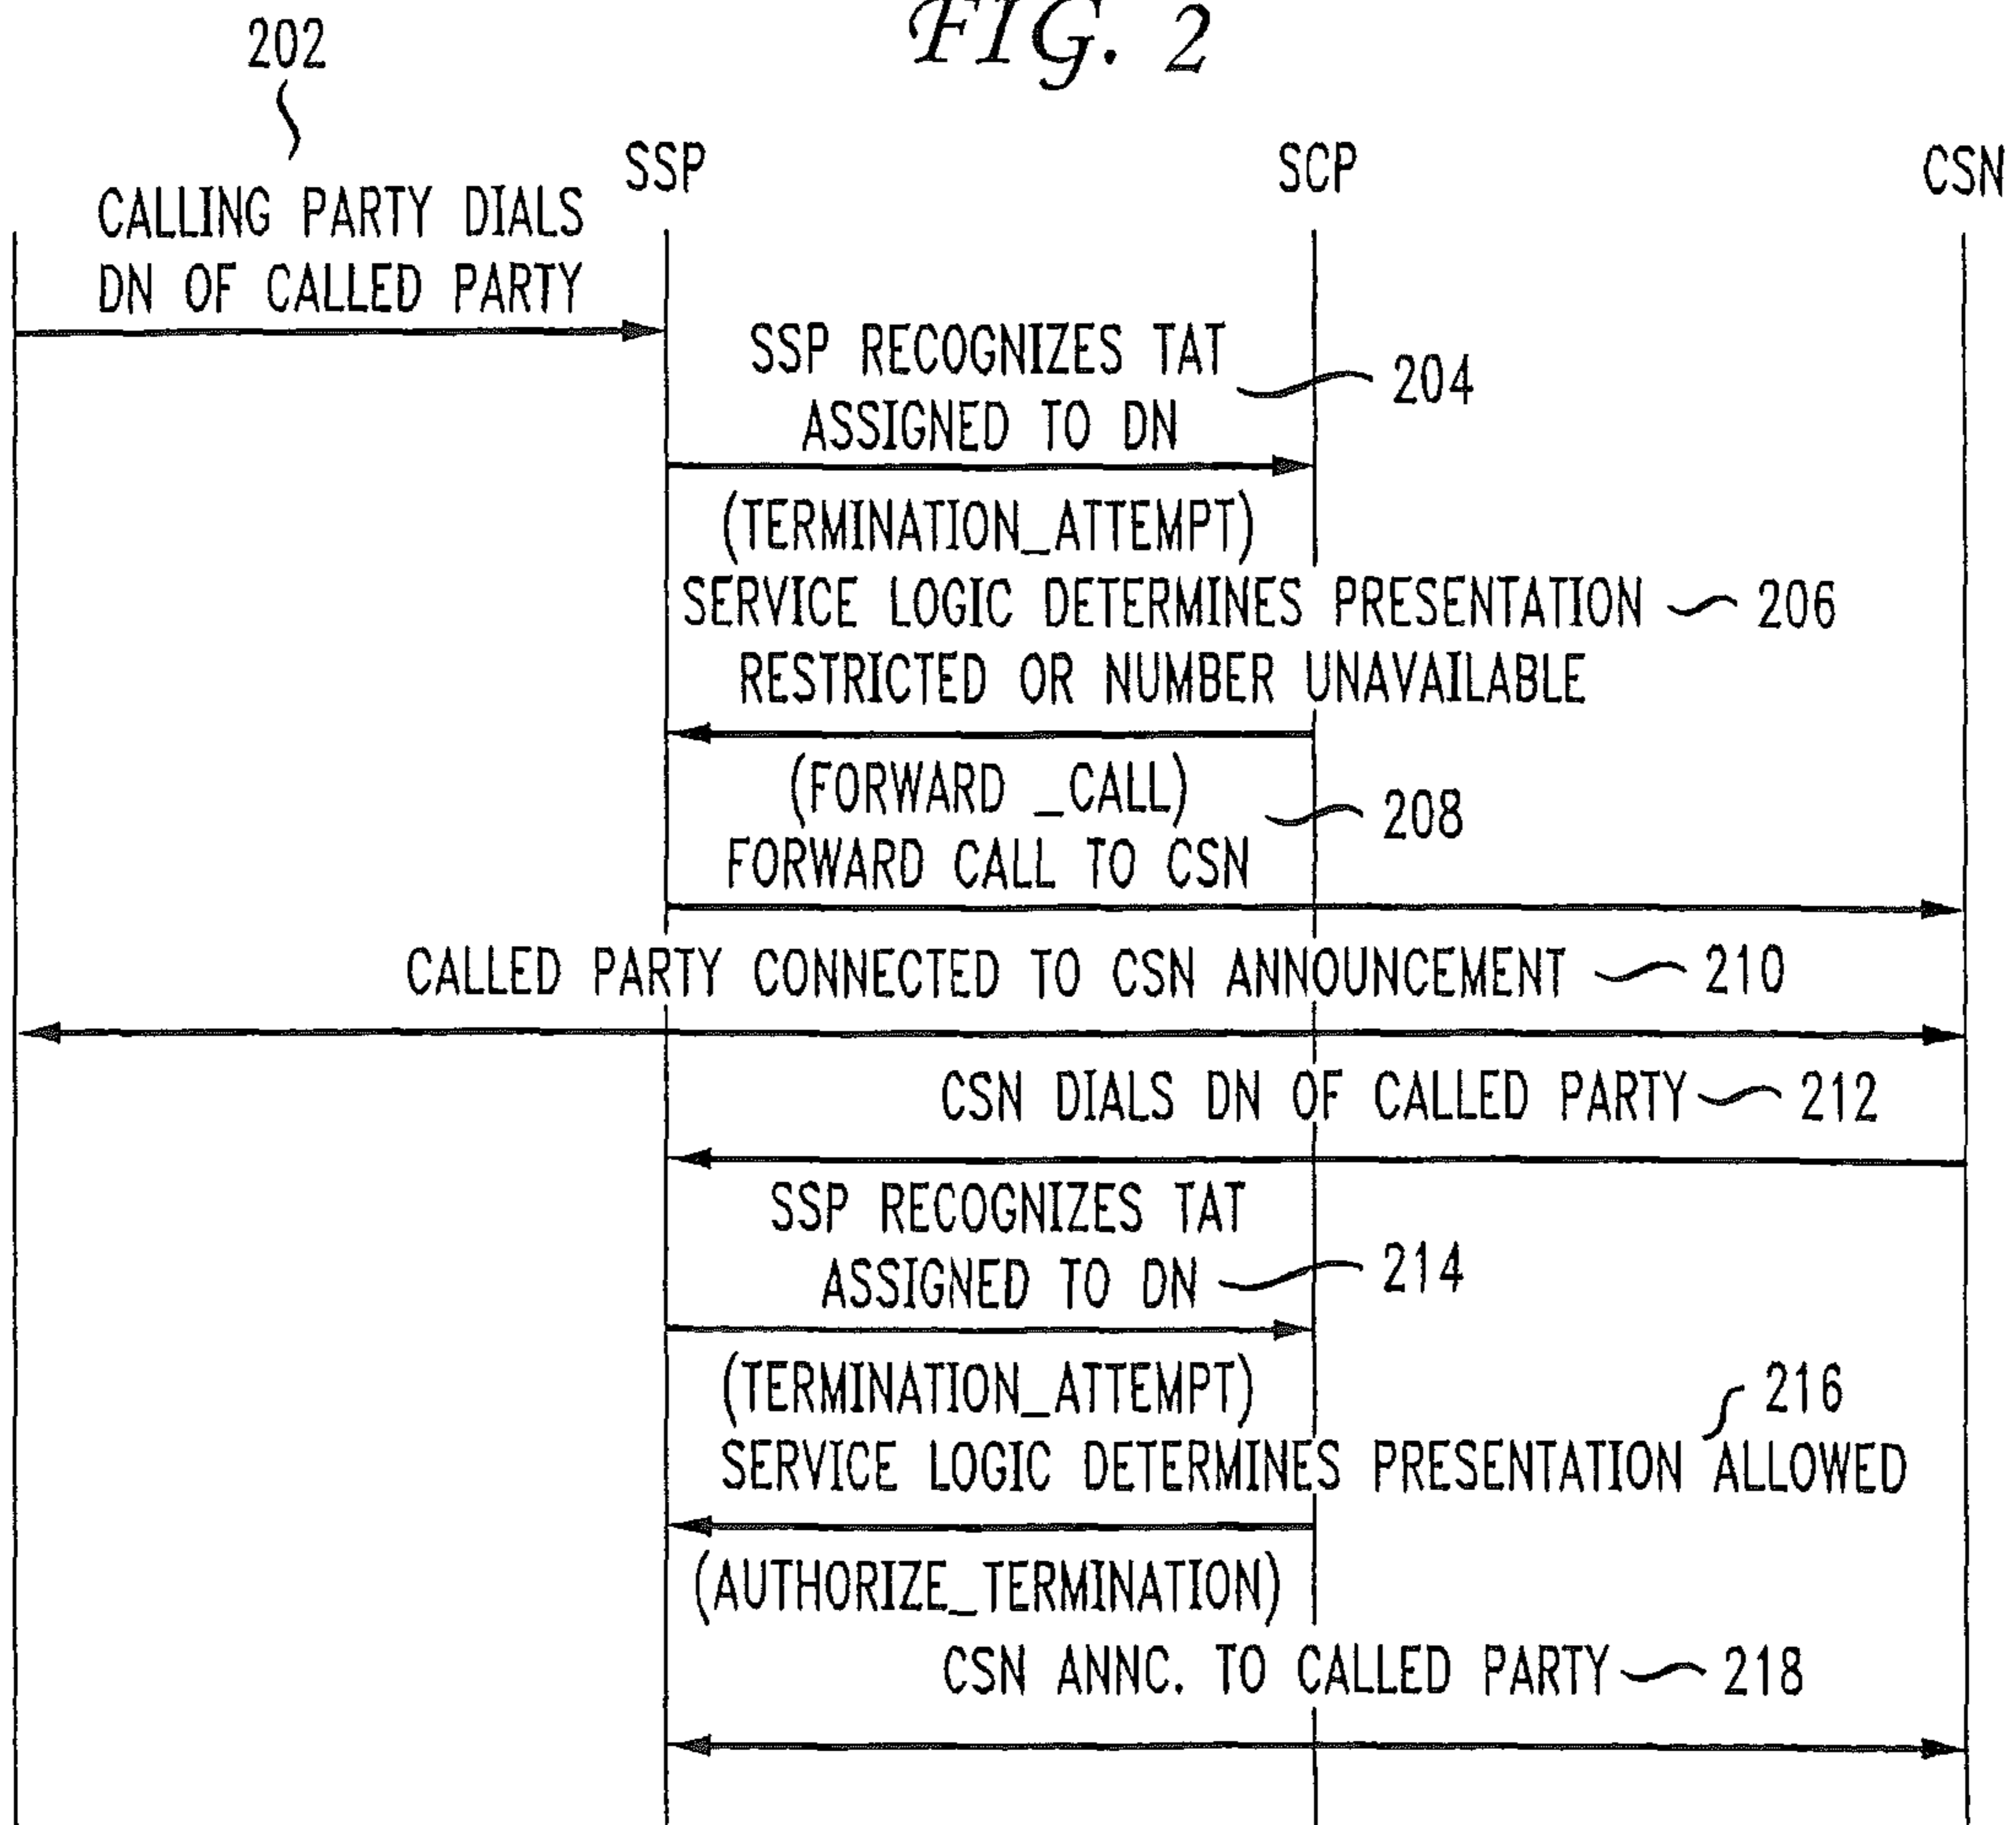 FIG. 2
202
SSP
SCP
CSN
CALLING PARTY DIALS
DN OF CALLED PARTY
SSP RECOGNIZES TAT
ASSIGNED TO DN
204
(TERMINATION_ATTEMPT)
SERVICE LOGIC DETERMINES PRESENTATION 206
RESTRICTED OR NUMBER UNAVAILABLE
(FORWARD _CALL)
208
FORWARD CALL TO CSN
CALLED PARTY CONNECTED TO CSN ANNOUNCEMENT 210
CSN DIALS DN OF CALLED PARTY 212
SSP RECOGNIZES TAT
ASSIGNED TO DN 214
(TERMINATION_ATTEMPT)
216
SERVICE LOGIC DETERMINES PRESENTATION ALLOWED
(AUTHORIZE_TERMINATION)
CSN ANNC. TO CALLED PARTY 218